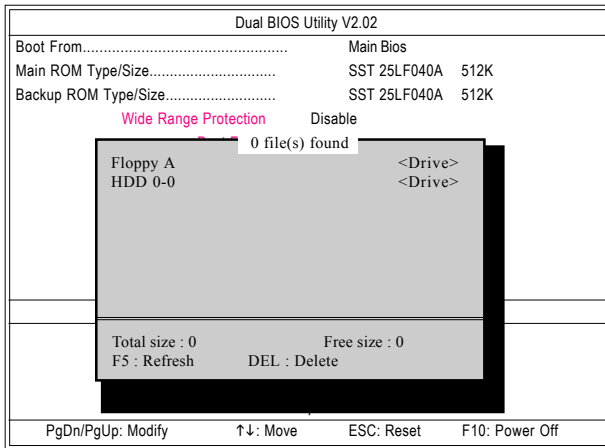 Dual BIOS Utility V2.02
Boot From................................................. Main Bios
Main ROM Type/Size............................... SST 25LF040A 512K
Backup ROM Type/Size........................... SST 25LF040A 512K
Wide Range Protection Disable
0 file(s) found
Floppy A <Drive>
HDD 0-0 <Drive>
Total size : 0 Free size : 0
F5 : Refresh DEL : Delete
PgDn/PgUp: Modify ↑↓: Move ESC: Reset F10: Power Off